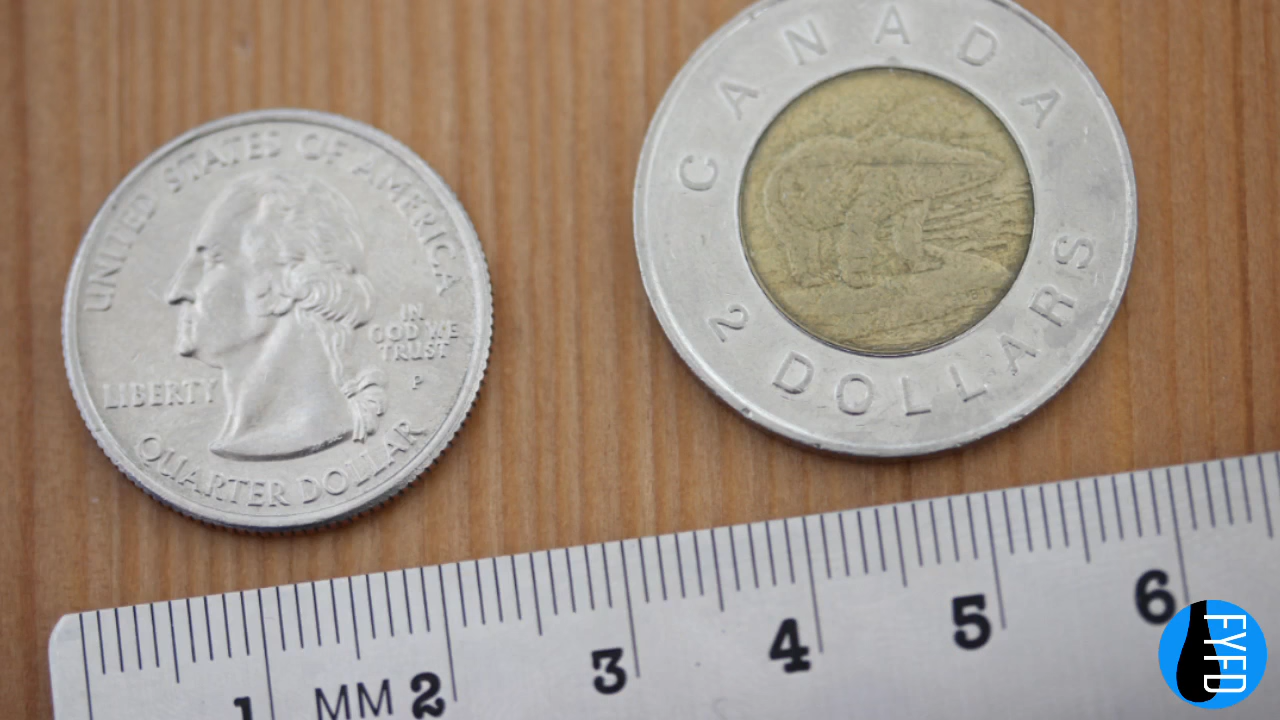 UNITED STATES OF AMERICA
LIBERTY
IN
GOD WE
TRUST
P
QUARTER DOLLAR
CANADA
2 DOLLARS
1 MM 2 3 4 5 6
FYFD